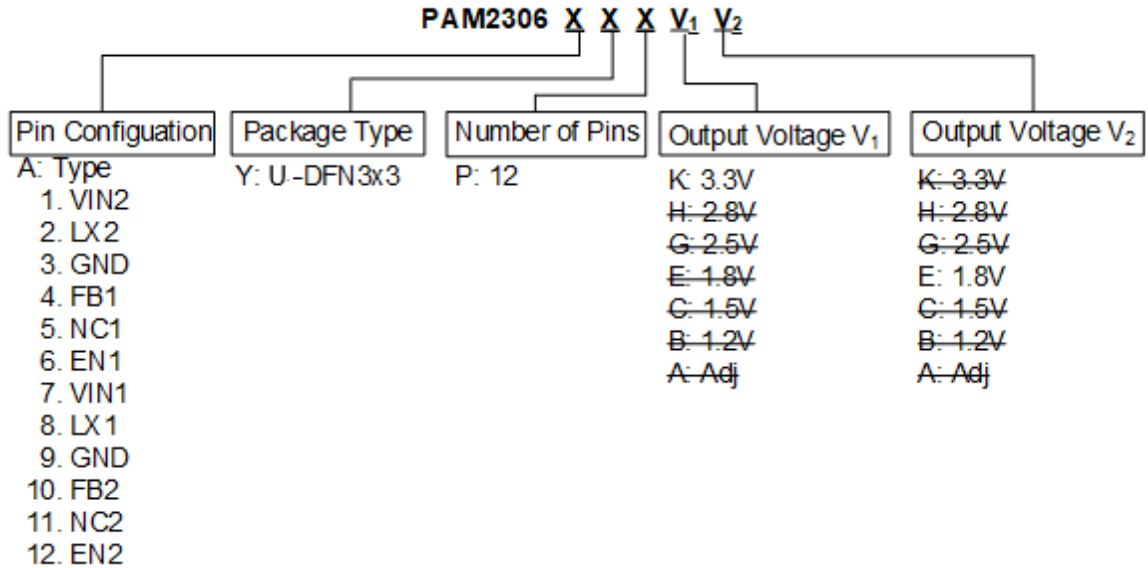 PAM2306 X X X V₁ V₂
Pin Configuation
A: Type
1. VIN2
2. LX2
3. GND
4. FB1
5. NC1
6. EN1
7. VIN1
8. LX1
9. GND
10. FB2
11. NC2
12. EN2
Package Type
Y: U-DFN3x3
Number of Pins
P: 12
Output Voltage V₁
K: 3.3V
H: 2.8V
G: 2.5V
E: 1.8V
C: 1.5V
B: 1.2V
A: Adj
Output Voltage V₂
K: 3.3V
H: 2.8V
G: 2.5V
E: 1.8V
C: 1.5V
B: 1.2V
A: Adj